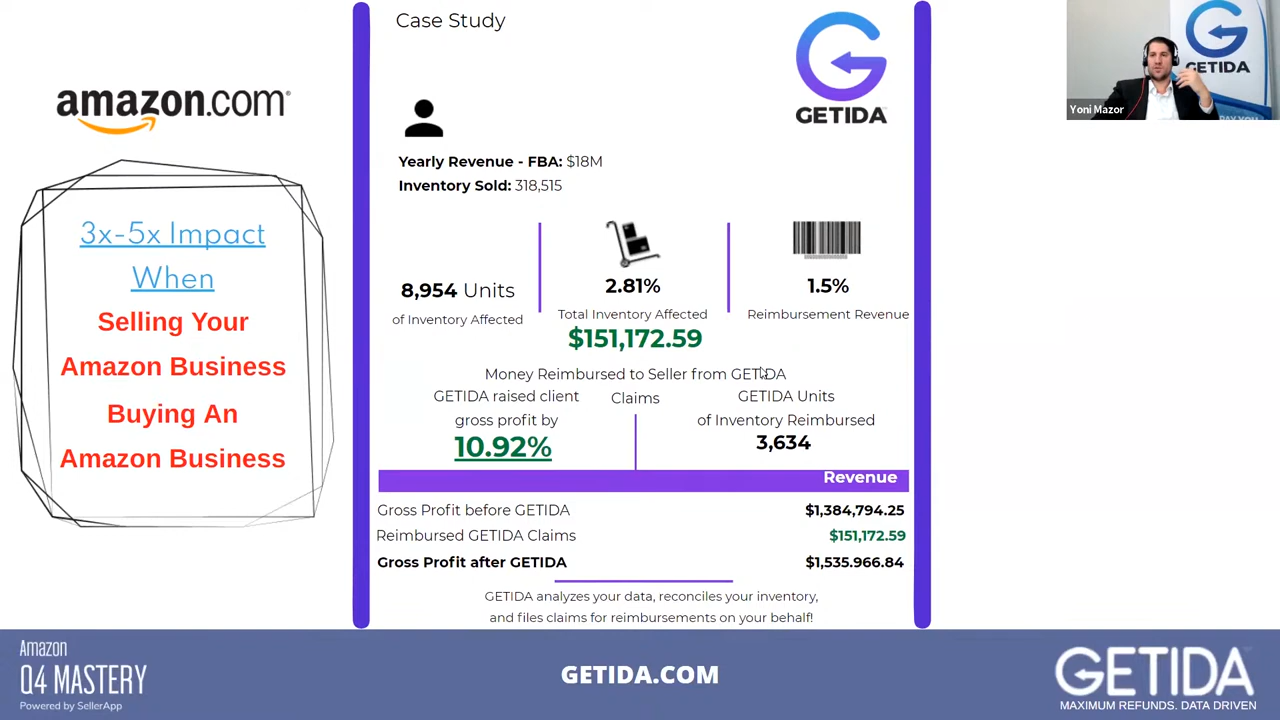 Case Study
GETIDA
GETIDA
Yoni Mazor
amazon.com
3x-5x Impact
When
Selling Your
Amazon Business
Buying An
Amazon Business
Yearly Revenue - FBA: $18M
Inventory Sold: 318,515
8,954 Units
of Inventory Affected
2.81%
Total Inventory Affected
1.5%
Reimbursement Revenue
$151,172.59
Money Reimbursed to Seller from GETIDA
Claims
GETIDA raised client
gross profit by
10.92%
GETIDA Units
of Inventory Reimbursed
3,634
Revenue
Gross Profit before GETIDA $1,384,794.25
Reimbursed GETIDA Claims $151,172.59
Gross Profit after GETIDA $1,535.966.84
GETIDA analyzes your data, reconciles your inventory,
and files claims for reimbursements on your behalf!
Amazon
Q4 MASTERY
Powered by SellerApp
GETIDA.COM
GETIDA
MAXIMUM REFUNDS. DATA DRIVEN